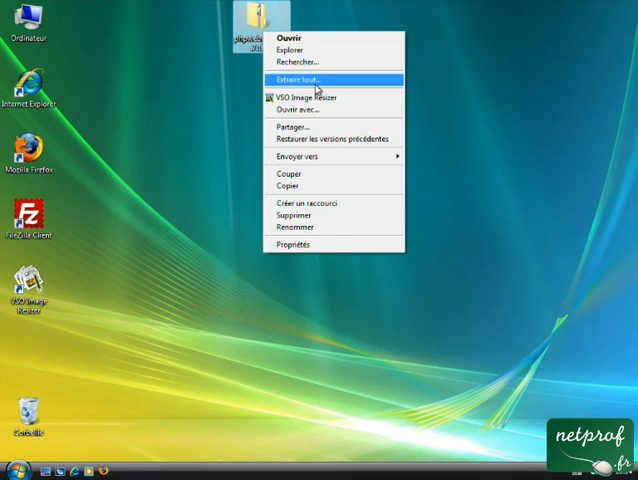 Ordinateur
Internet Explorer
Mozilla Firefox
FileZilla Client
VSO Image
Resizer
Corbeille
Ouvrir
Explorer
Rechercher...
Extraire tout...
VSO Image Resizer
Ouvrir avec...
Partager...
Restaurer les versions précédentes
Envoyer vers
Couper
Copier
Créer un raccourci
Supprimer
Renommer
Propriétés
netprof
.fr